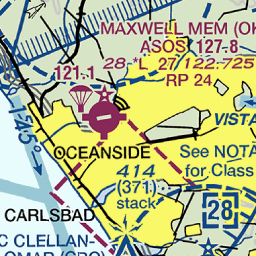 MAXWELL MEM (OK
ASOS 127.8
28 *L 27 122.725
RP 24
121.1
VISTA
OCEANSIDE
414
(371)
stack
See NOTA
for Class
CARLSBAD
28
C CLELLAN-
OMAR (CRQ)